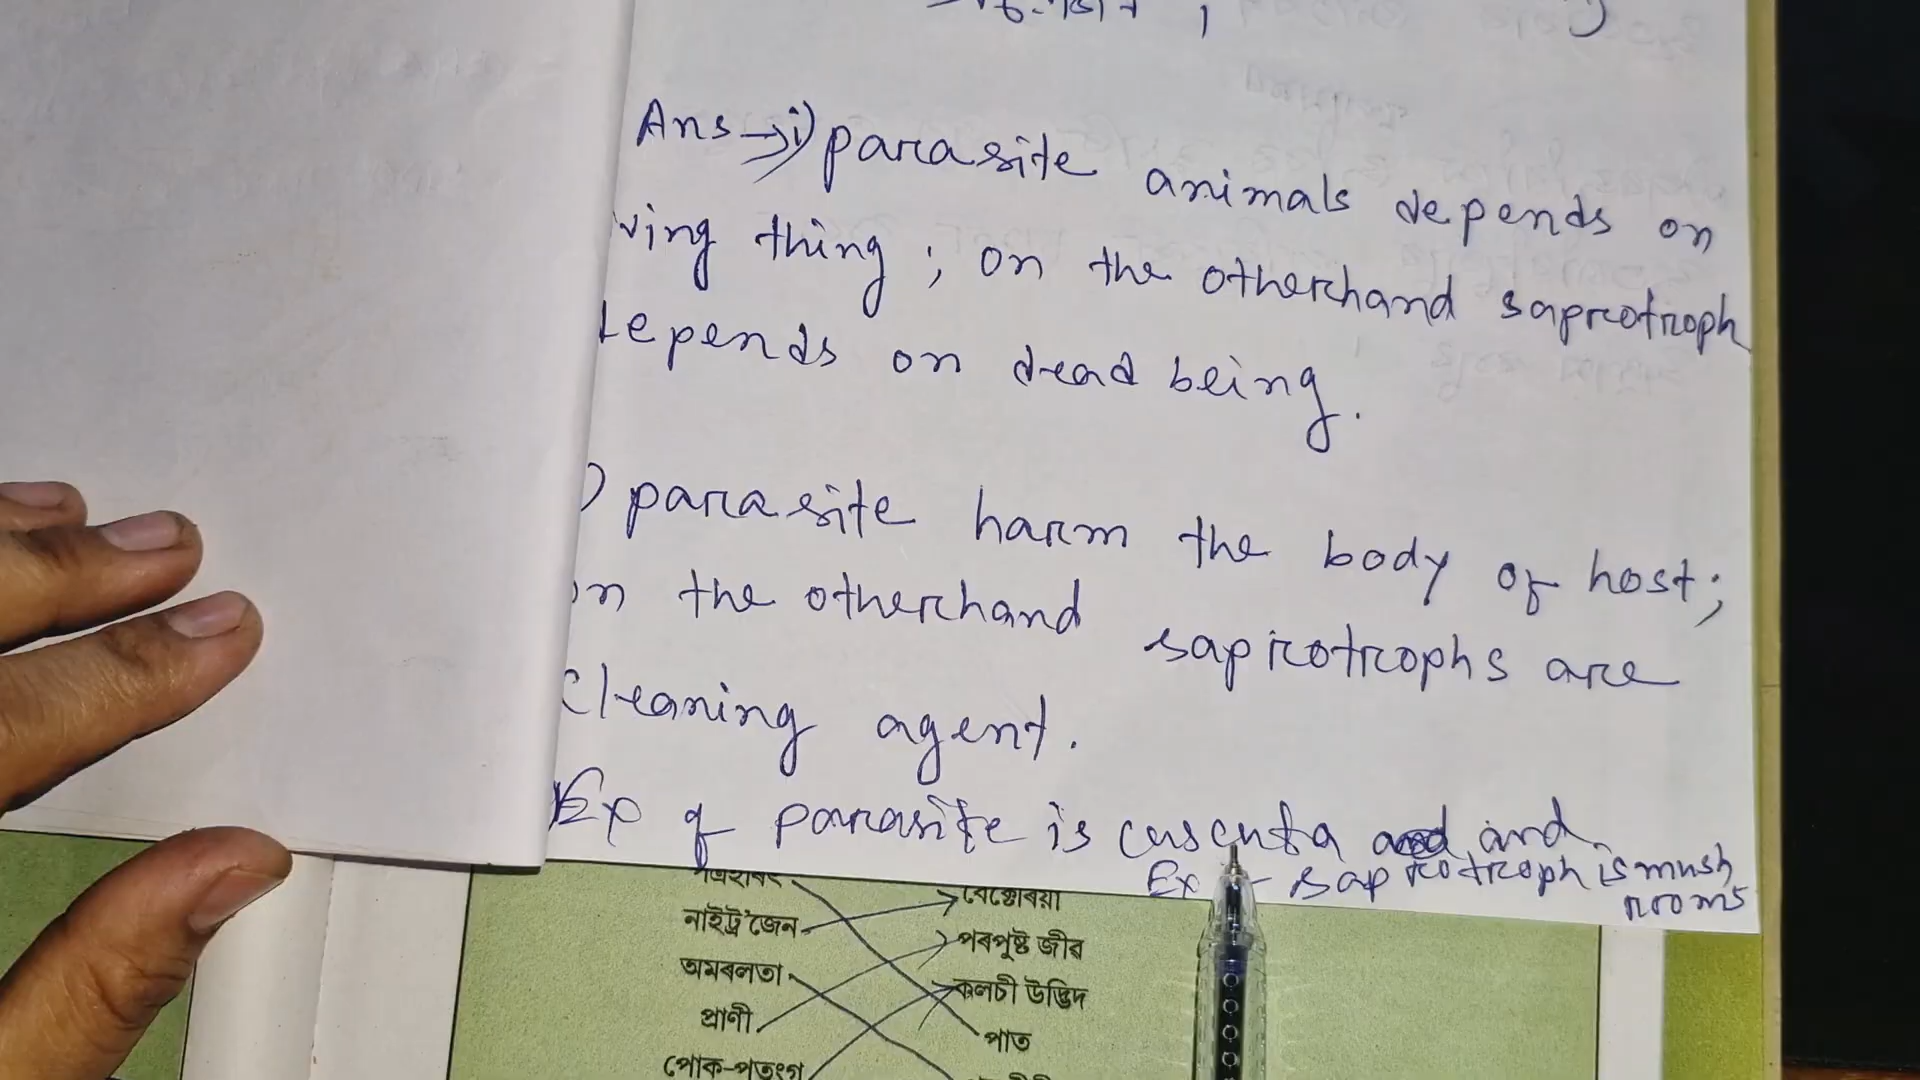 Ans → i) parasite animals depends on
ving thing ; on the otherhand saprotroph
depends on dead being.
) parasite harm the body of host;
on the otherhand saprotrophs are
cleaning agent.
Ex of parasite is cuscuta and
Ex - saprotroph is mush
rooms
বেক্টেৰিয়া
নাইট্ৰ'জেন
পৰপুষ্ট জীৱ
অমৰলতা
কলচী উদ্ভিদ
প্ৰাণী
পাত
পোক-পতংগ